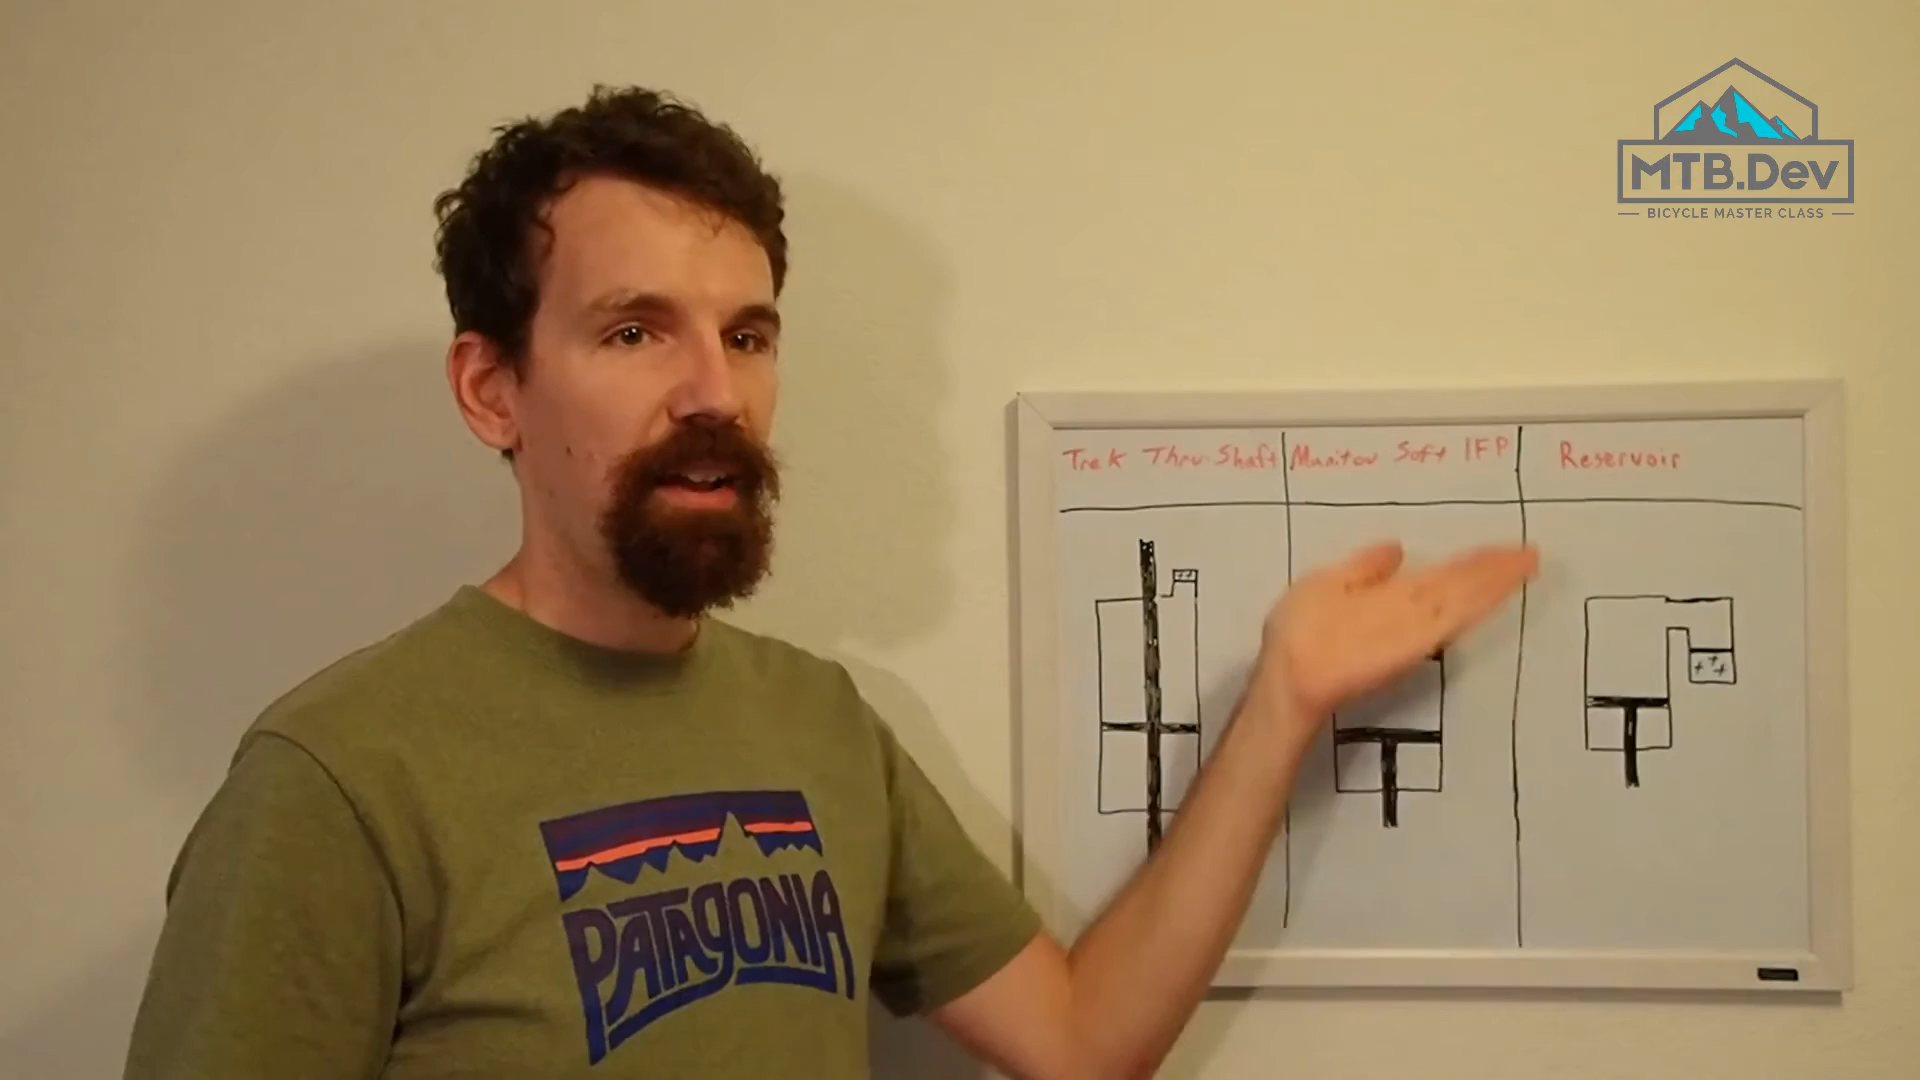 MTB.Dev
BICYCLE MASTER CLASS
Trek Thru-Shaft
Manitou Soft IFP
Reservoir
PATAGONIA